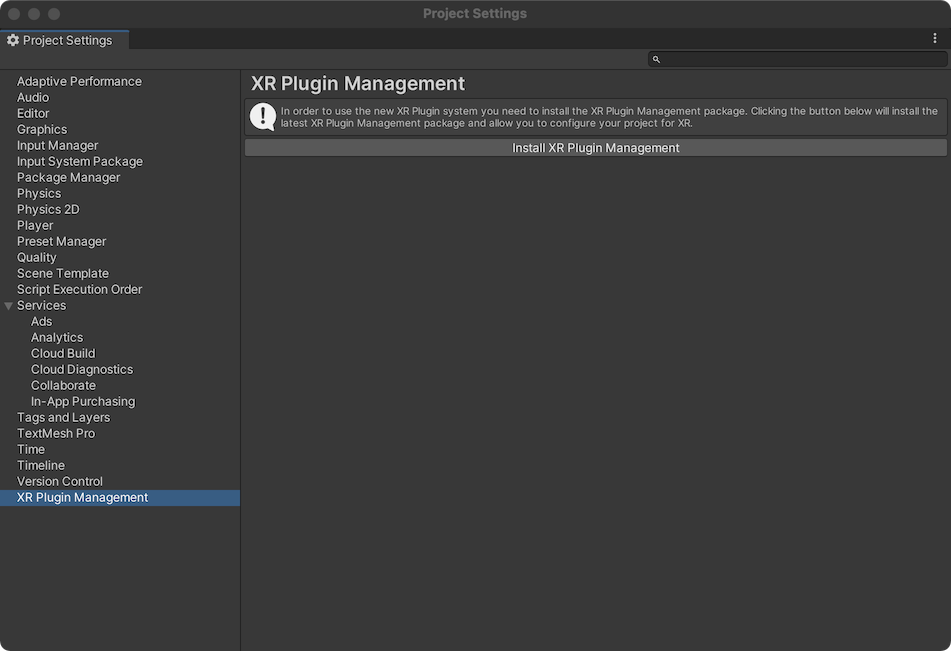 Project Settings
Project Settings
XR Plugin Management
In order to use the new XR Plugin system you need to install the XR Plugin Management package. Clicking the button below will install the
latest XR Plugin Management package and allow you to configure your project for XR.
Install XR Plugin Management
Adaptive Performance
Audio
Editor
Graphics
Input Manager
Input System Package
Package Manager
Physics
Physics 2D
Player
Preset Manager
Quality
Scene Template
Script Execution Order
Services
Ads
Analytics
Cloud Build
Cloud Diagnostics
Collaborate
In-App Purchasing
Tags and Layers
TextMesh Pro
Time
Timeline
Version Control
XR Plugin Management